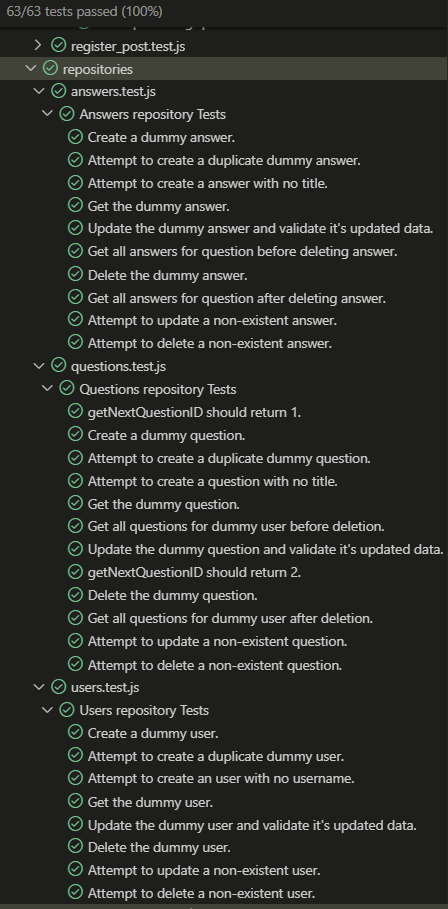 63/63 tests passed (100%)
register_post.test.js
repositories
answers.test.js
Answers repository Tests
Create a dummy answer.
Attempt to create a duplicate dummy answer.
Attempt to create a answer with no title.
Get the dummy answer.
Update the dummy answer and validate it's updated data.
Get all answers for question before deleting answer.
Delete the dummy answer.
Get all answers for question after deleting answer.
Attempt to update a non-existent answer.
Attempt to delete a non-existent answer.
questions.test.js
Questions repository Tests
getNextQuestionID should return 1.
Create a dummy question.
Attempt to create a duplicate dummy question.
Attempt to create a question with no title.
Get the dummy question.
Get all questions for dummy user before deletion.
Update the dummy question and validate it's updated data.
getNextQuestionID should return 2.
Delete the dummy question.
Get all questions for dummy user after deletion.
Attempt to update a non-existent question.
Attempt to delete a non-existent question.
users.test.js
Users repository Tests
Create a dummy user.
Attempt to create a duplicate dummy user.
Attempt to create an user with no username.
Get the dummy user.
Update the dummy user and validate it's updated data.
Delete the dummy user.
Attempt to update a non-existent user.
Attempt to delete a non-existent user.